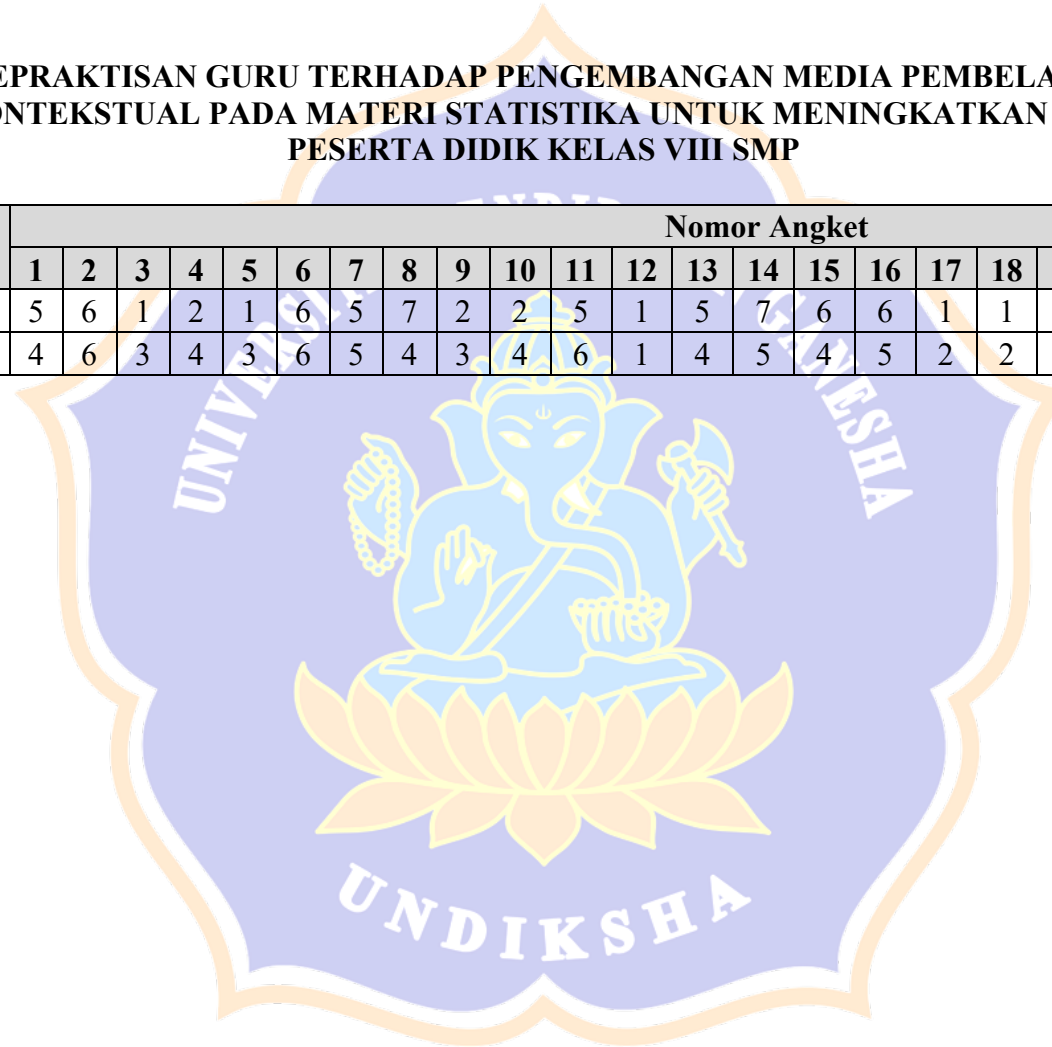 EPRAKTISAN GURU TERHADAP PENGEMBANGAN MEDIA PEMBELA
ONTEKSTUAL PADA MATERI STATISTIKA UNTUK MENINGKATKAN
PESERTA DIDIK KELAS VIII SMP
Nomor Angket
1 2 3 4 5 6 7 8 9 10 11 12 13 14 15 16 17 18
5 6 1 2 1 6 5 7 2 2 5 1 5 7 6 6 1 1
4 6 3 4 3 6 5 4 3 4 6 1 4 5 4 5 2 2
UNDIKSHA